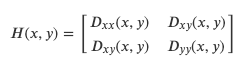 H(x, y) = [ Dxx(x, y) Dxy(x, y)
Dxy(x, y) Dyy(x, y) ]